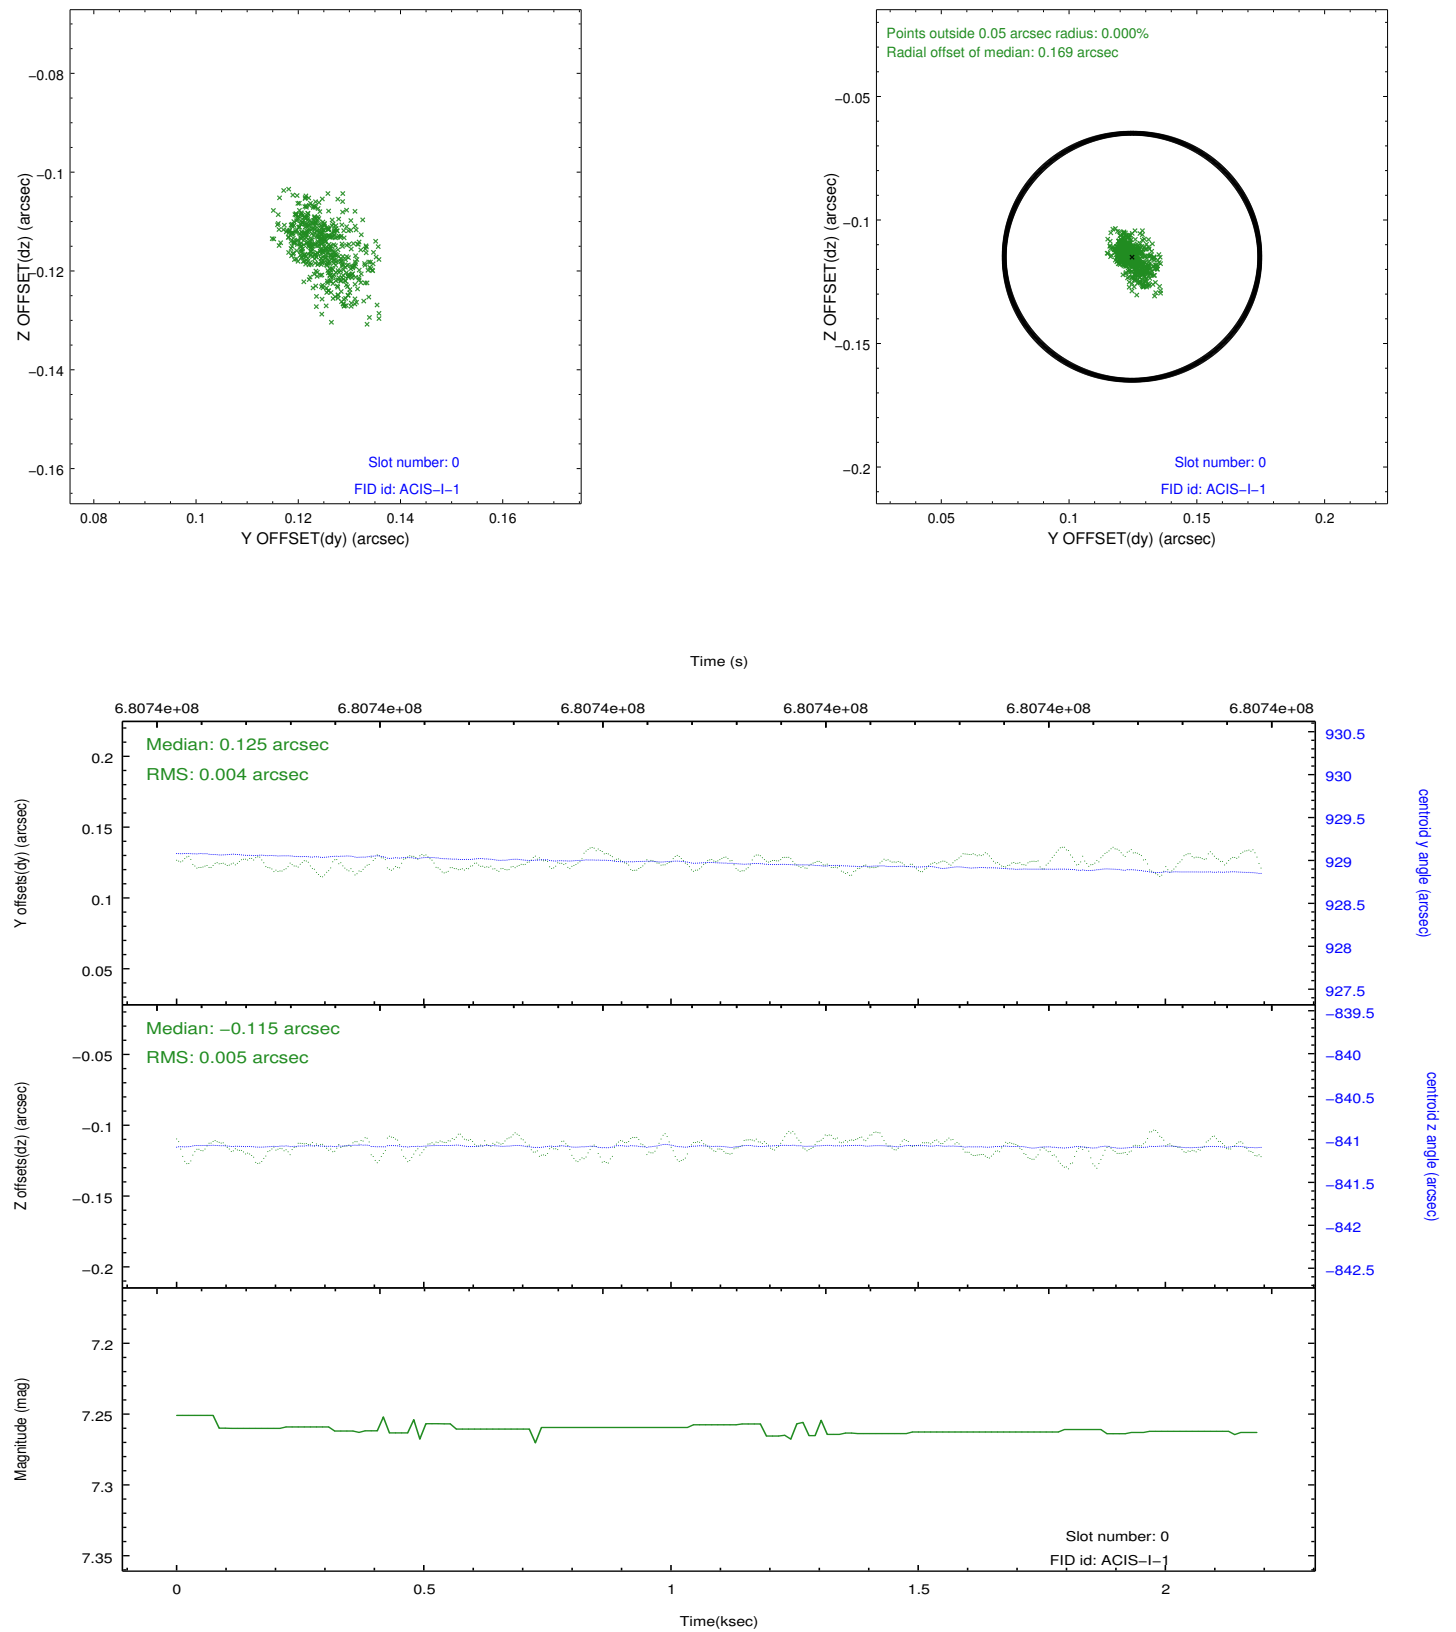 −0.08
−0.1
−0.12
−0.14
−0.16
Z OFFSET(dz) (arcsec)
Slot number: 0
FID id: ACIS−I−1
0.08
0.1
0.12
0.14
0.16
Y OFFSET(dy) (arcsec)
Points outside 0.05 arcsec radius: 0.000%
Radial offset of median: 0.169 arcsec
−0.05
−0.1
−0.15
−0.2
Z OFFSET(dz) (arcsec)
Slot number: 0
FID id: ACIS−I−1
0.05
0.1
0.15
0.2
Y OFFSET(dy) (arcsec)
Time (s)
6.8074e+08
6.8074e+08
6.8074e+08
6.8074e+08
6.8074e+08
6.8074e+08
Median: 0.125 arcsec
RMS: 0.004 arcsec
0.2
0.15
0.1
0.05
Y offsets(dy) (arcsec)
930.5
930
929.5
929
928.5
928
927.5
centroid y angle (arcsec)
Median: −0.115 arcsec
RMS: 0.005 arcsec
−0.05
−0.1
−0.15
−0.2
Z offsets(dz) (arcsec)
−839.5
−840
−840.5
−841
−841.5
−842
−842.5
centroid z angle (arcsec)
7.2
7.25
7.3
7.35
Magnitude (mag)
Slot number: 0
FID id: ACIS−I−1
0
0.5
1
1.5
2
Time(ksec)